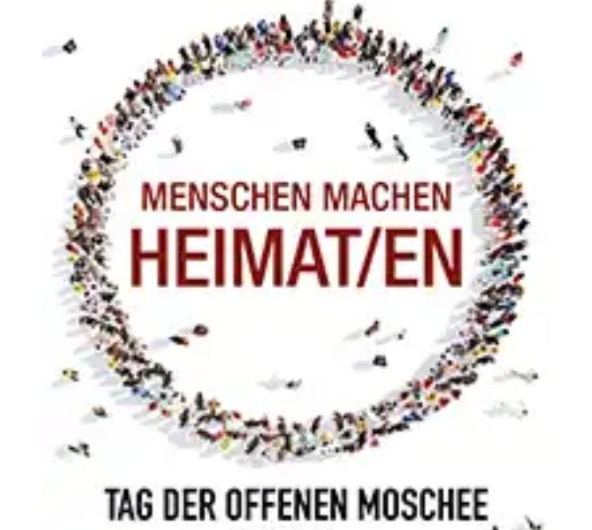 MENSCHEN MACHEN
HEIMAT/EN
TAG DER OFFENEN MOSCHEE